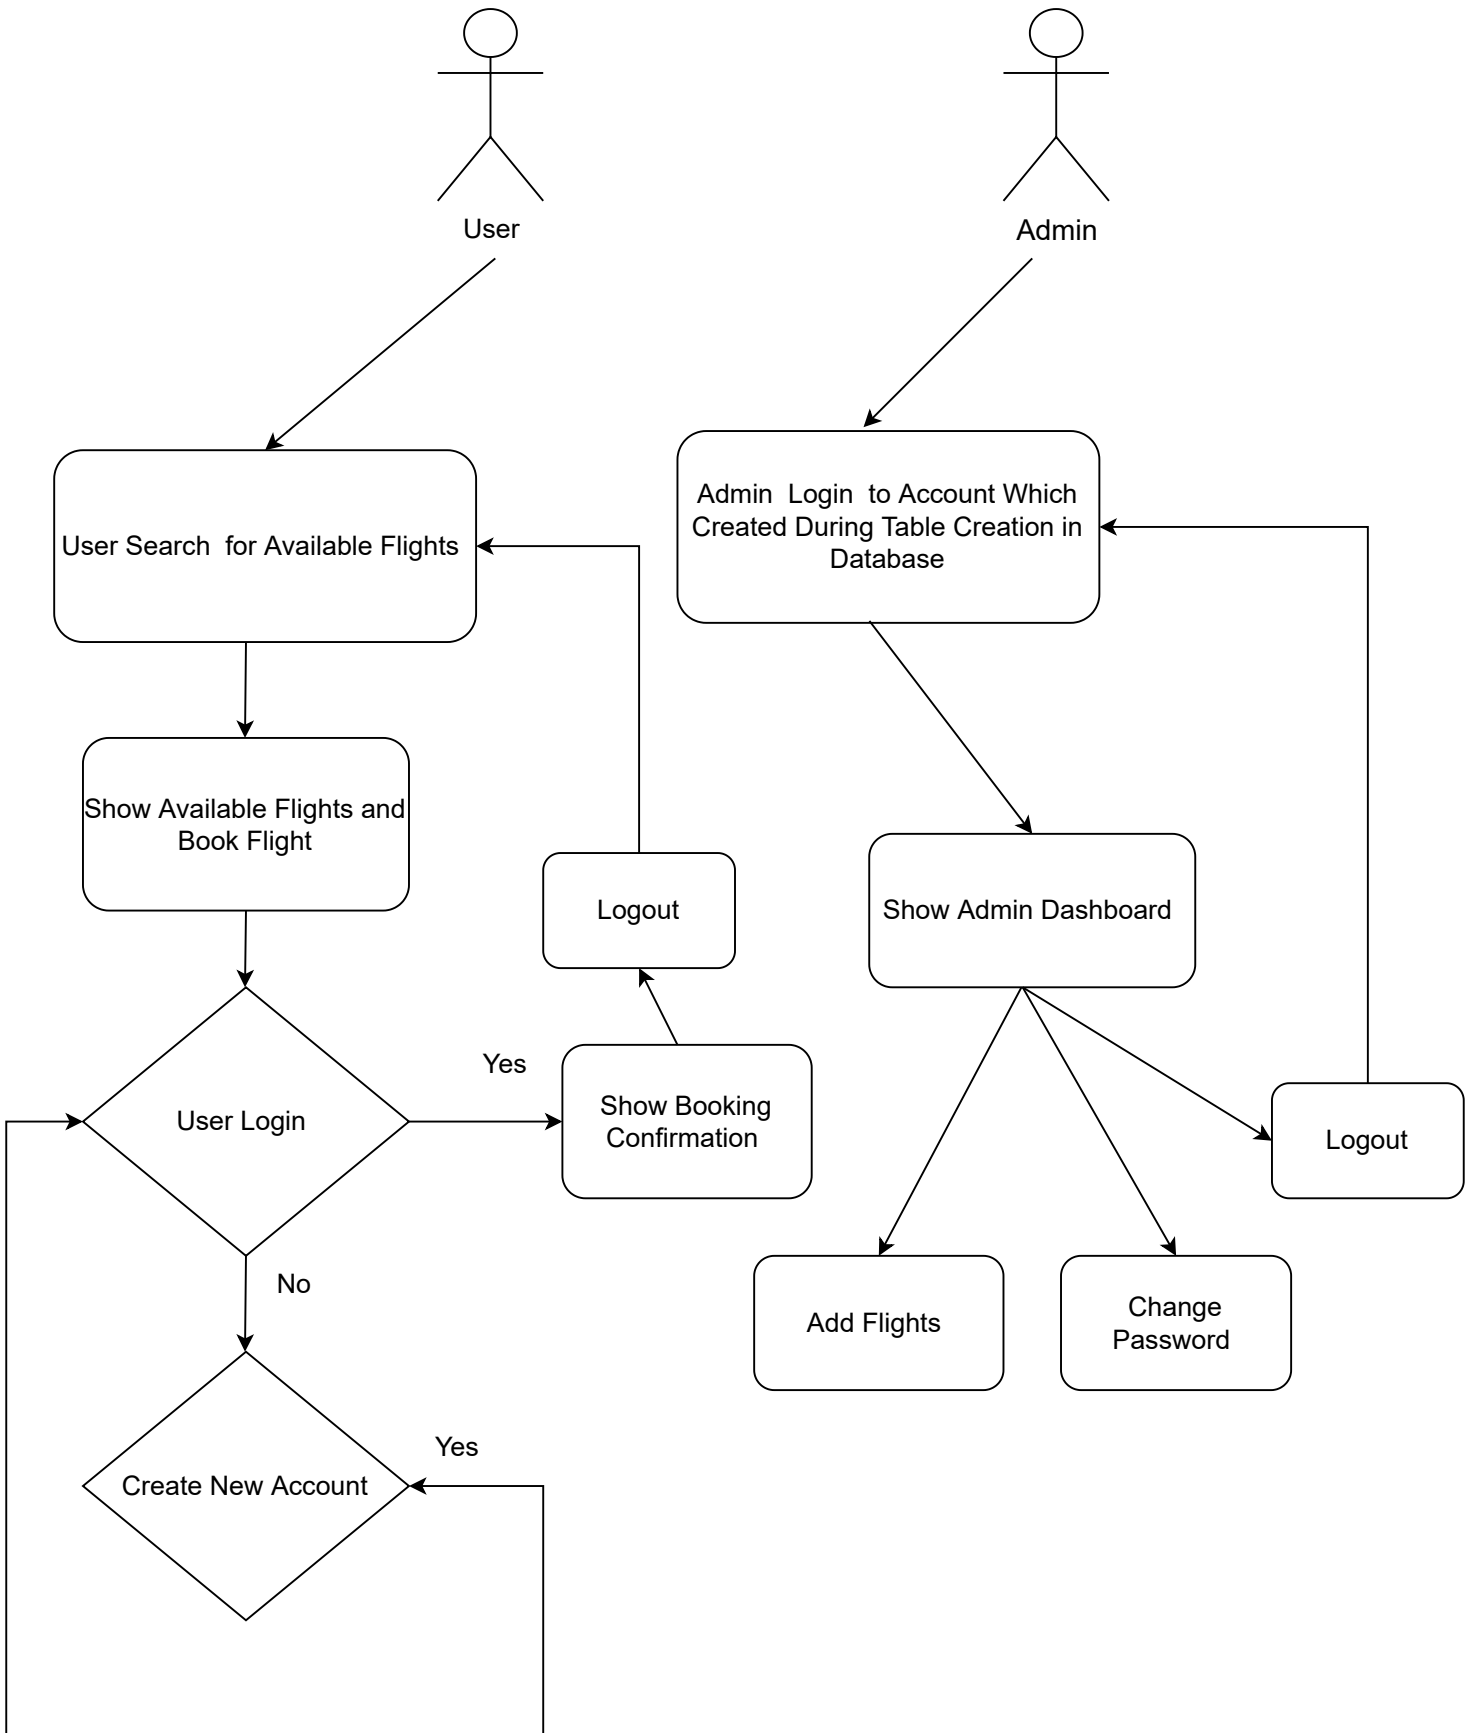 User
Admin
User Search for Available Flights
Admin Login to Account Which
Created During Table Creation in
Database
Show Available Flights and
Book Flight
Logout
Show Admin Dashboard
User Login
Yes
Show Booking
Confirmation
Logout
No
Add Flights
Change
Password
Create New Account
Yes